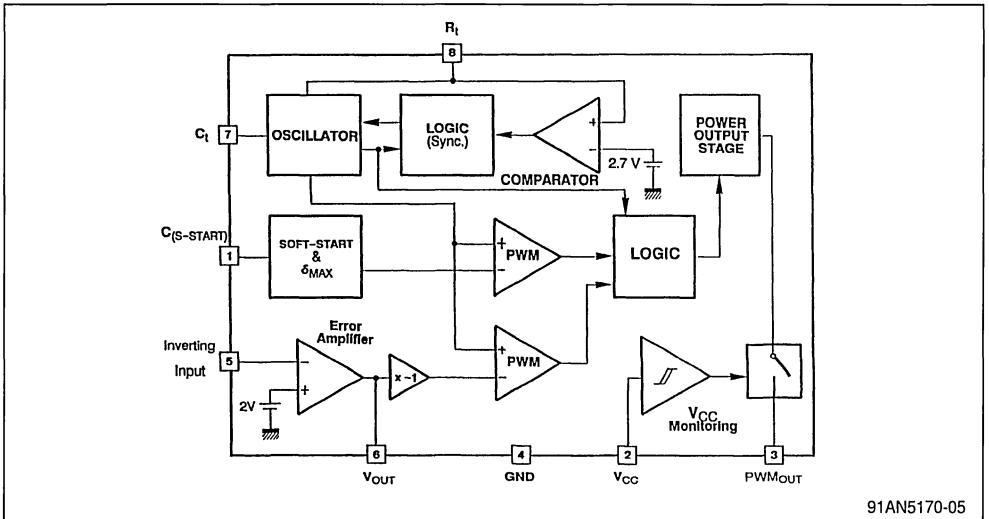 Rt
8
OSCILLATOR
LOGIC
(Sync.)
+
−
2.7 V
COMPARATOR
POWER
OUTPUT
STAGE
Ct
7
C(S-START)
1
SOFT-START
&
δMAX
+
PWM
−
LOGIC
Error
Amplifier
Inverting
Input
5
−
+
2V
x −1
+
PWM
−
VCC
Monitoring
6
VOUT
4
GND
2
VCC
3
PWMOUT
91AN5170-05